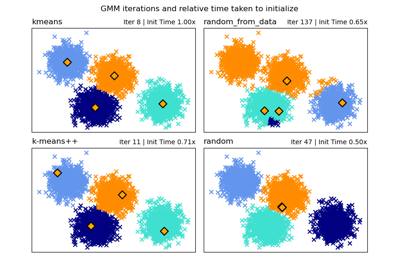 GMM iterations and relative time taken to initialize
kmeans Iter 8 | Init Time 1.00x
random_from_data Iter 137 | Init Time 0.65x
k-means++ Iter 11 | Init Time 0.71x
random Iter 47 | Init Time 0.50x